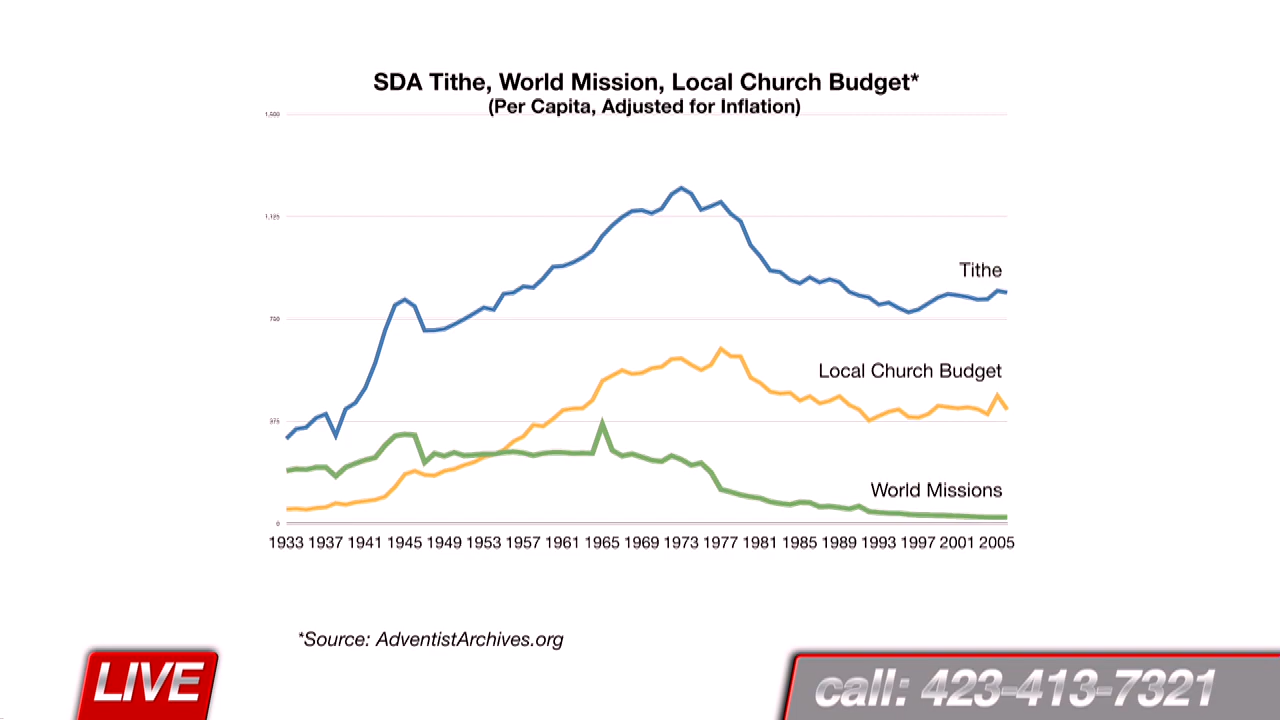 SDA Tithe, World Mission, Local Church Budget*
(Per Capita, Adjusted for Inflation)
1,500
1,125
750
375
0
Tithe
Local Church Budget
World Missions
1933 1937 1941 1945 1949 1953 1957 1961 1965 1969 1973 1977 1981 1985 1989 1993 1997 2001 2005
*Source: AdventistArchives.org
LIVE
call: 423-413-7321